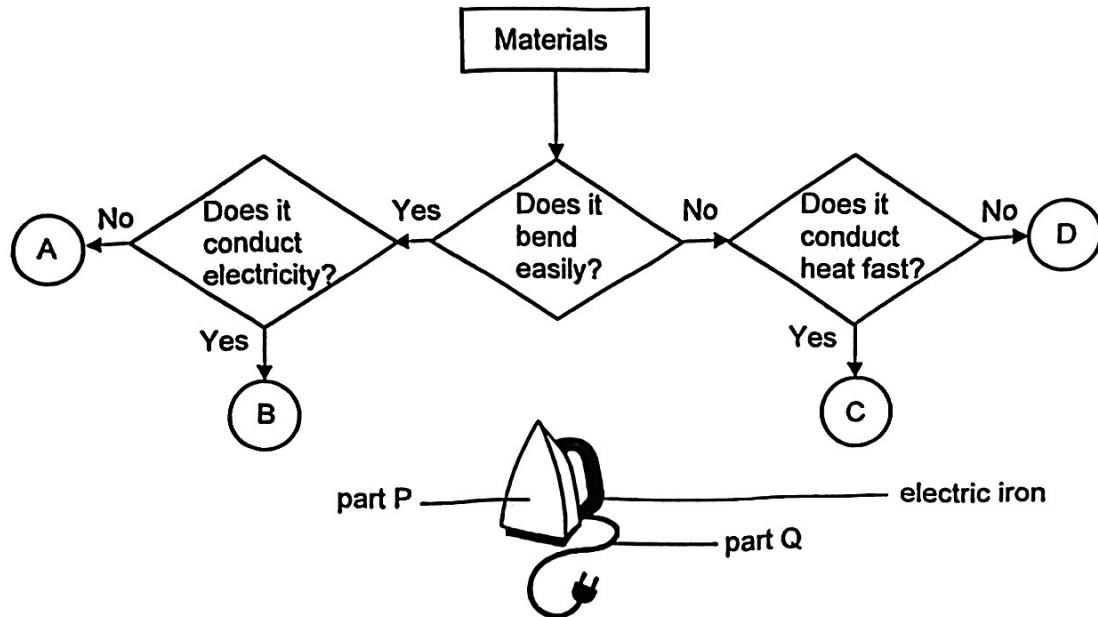 Materials
Does it
conduct
electricity?
Yes
Does it
bend
easily?
No
Does it
conduct
heat fast?
No
A
No
D
Yes
B
Yes
C
part P
electric iron
part Q